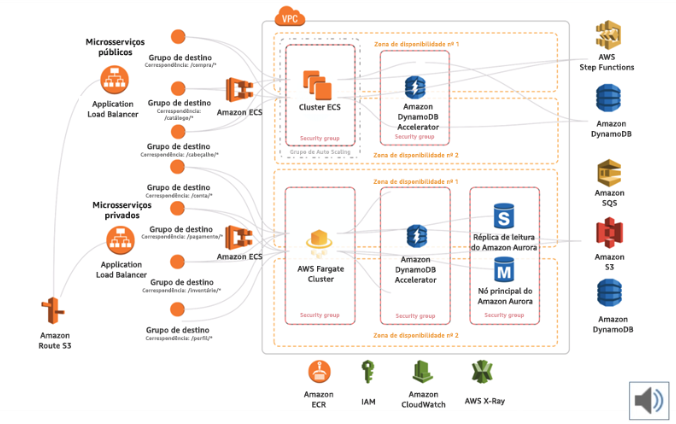 VPC
Microserviços
públicos
Application
Load Balancer
Grupo de destino
Correspondência: /compra/*
Grupo de destino
Correspondência:
/catálogo/*
Grupo de destino
Correspondência: /cabeçalho/*
Amazon ECS
Zona de disponibilidade nº 1
Cluster ECS
Security group
Grupo de Auto Scaling
Amazon
DynamoDB
Accelerator
Security group
Zona de disponibilidade nº 2
AWS
Step Functions
Amazon
DynamoDB
Microserviços
privados
Application
Load Balancer
Grupo de destino
Correspondência: /conta/*
Grupo de destino
Correspondência: /pagamento/*
Grupo de destino
Correspondência: /inventário/*
Grupo de destino
Correspondência: /perfil/*
Amazon ECS
Zona de disponibilidade nº 1
AWS Fargate
Cluster
Security group
Amazon
DynamoDB
Accelerator
Security group
S
Réplica de leitura
do Amazon Aurora
M
Nó principal do
Amazon Aurora
Security group
Zona de disponibilidade nº 2
Amazon
SQS
Amazon
S3
Amazon
DynamoDB
Amazon
Route S3
Amazon
ECR
IAM
Amazon
CloudWatch
AWS X-Ray